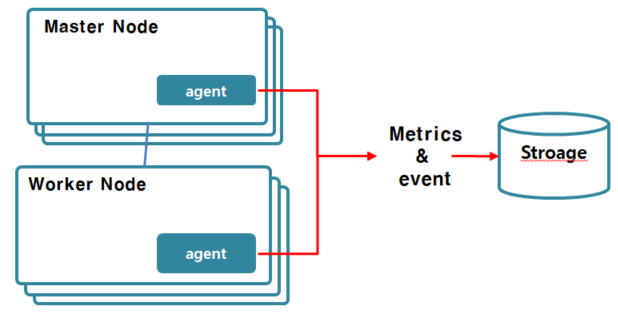 Master Node
agent
Worker Node
agent
Metrics
&
event
Stroage